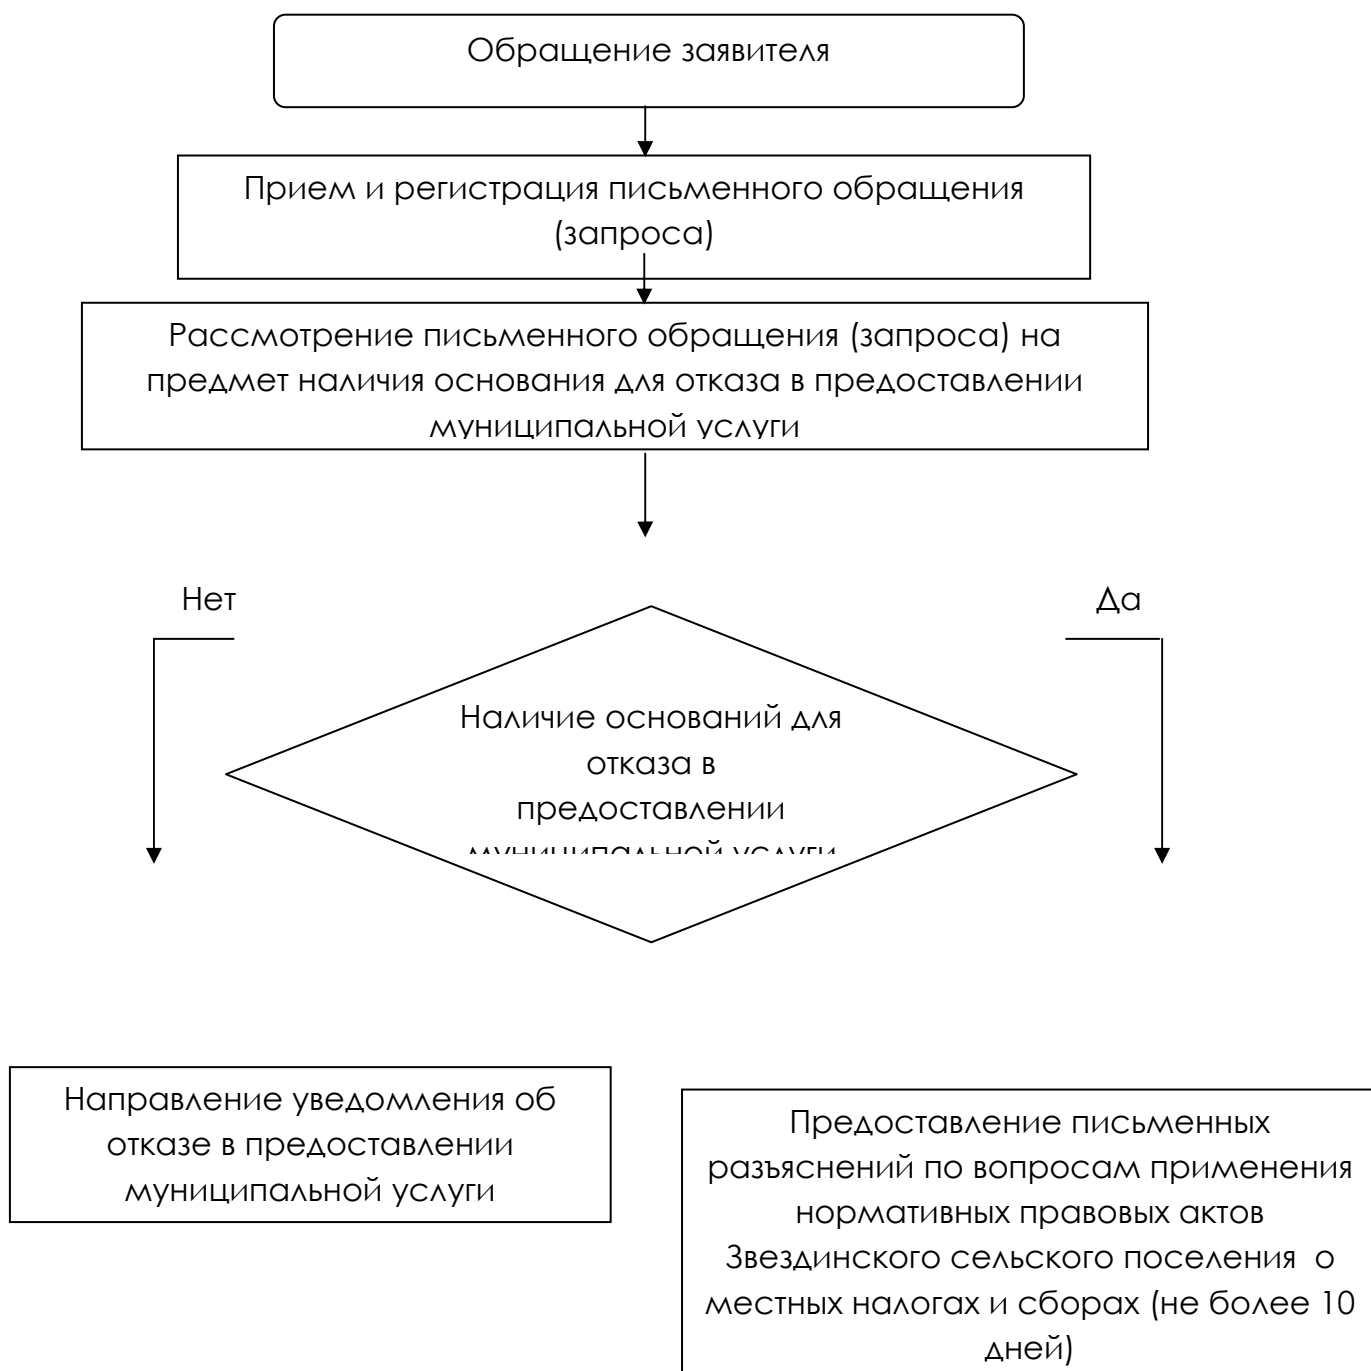 Обращение заявителя
Прием и регистрация письменного обращения
(запроса)
Рассмотрение письменного обращения (запроса) на
предмет наличия основания для отказа в предоставлении
муниципальной услуги
Нет
Да
Наличие оснований для
отказа в
предоставлении
муниципальной услуги
Направление уведомления об
отказе в предоставлении
муниципальной услуги
Предоставление письменных
разъяснений по вопросам применения
нормативных правовых актов
Звездинского сельского поселения о
местных налогах и сборах (не более 10
дней)